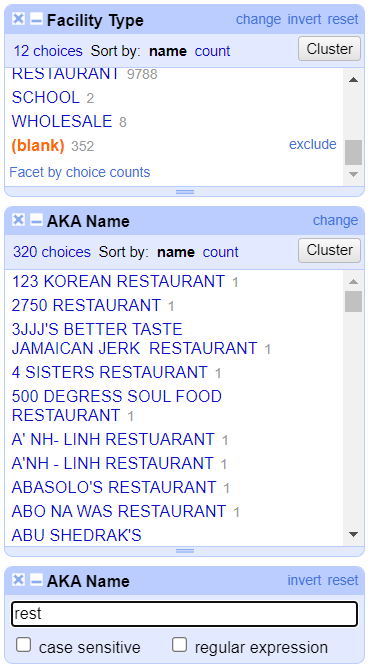 Facility Type change invert reset
12 choices Sort by: name count Cluster
RESTAURANT 9788
SCHOOL 2
WHOLESALE 8
(blank) 352 exclude
Facet by choice counts
AKA Name change
320 choices Sort by: name count Cluster
123 KOREAN RESTAURANT 1
2750 RESTAURANT 1
3JJJ'S BETTER TASTE
JAMAICAN JERK  RESTAURANT 1
4 SISTERS RESTAURANT 1
500 DEGRESS SOUL FOOD
RESTAURANT 1
A' NH- LINH RESTUARANT 1
A'NH - LINH RESTAURANT 1
ABASOLO'S RESTAURANT 1
ABO NA WAS RESTAURANT 1
ABU SHEDRAK'S
AKA Name invert reset
rest
case sensitive regular expression